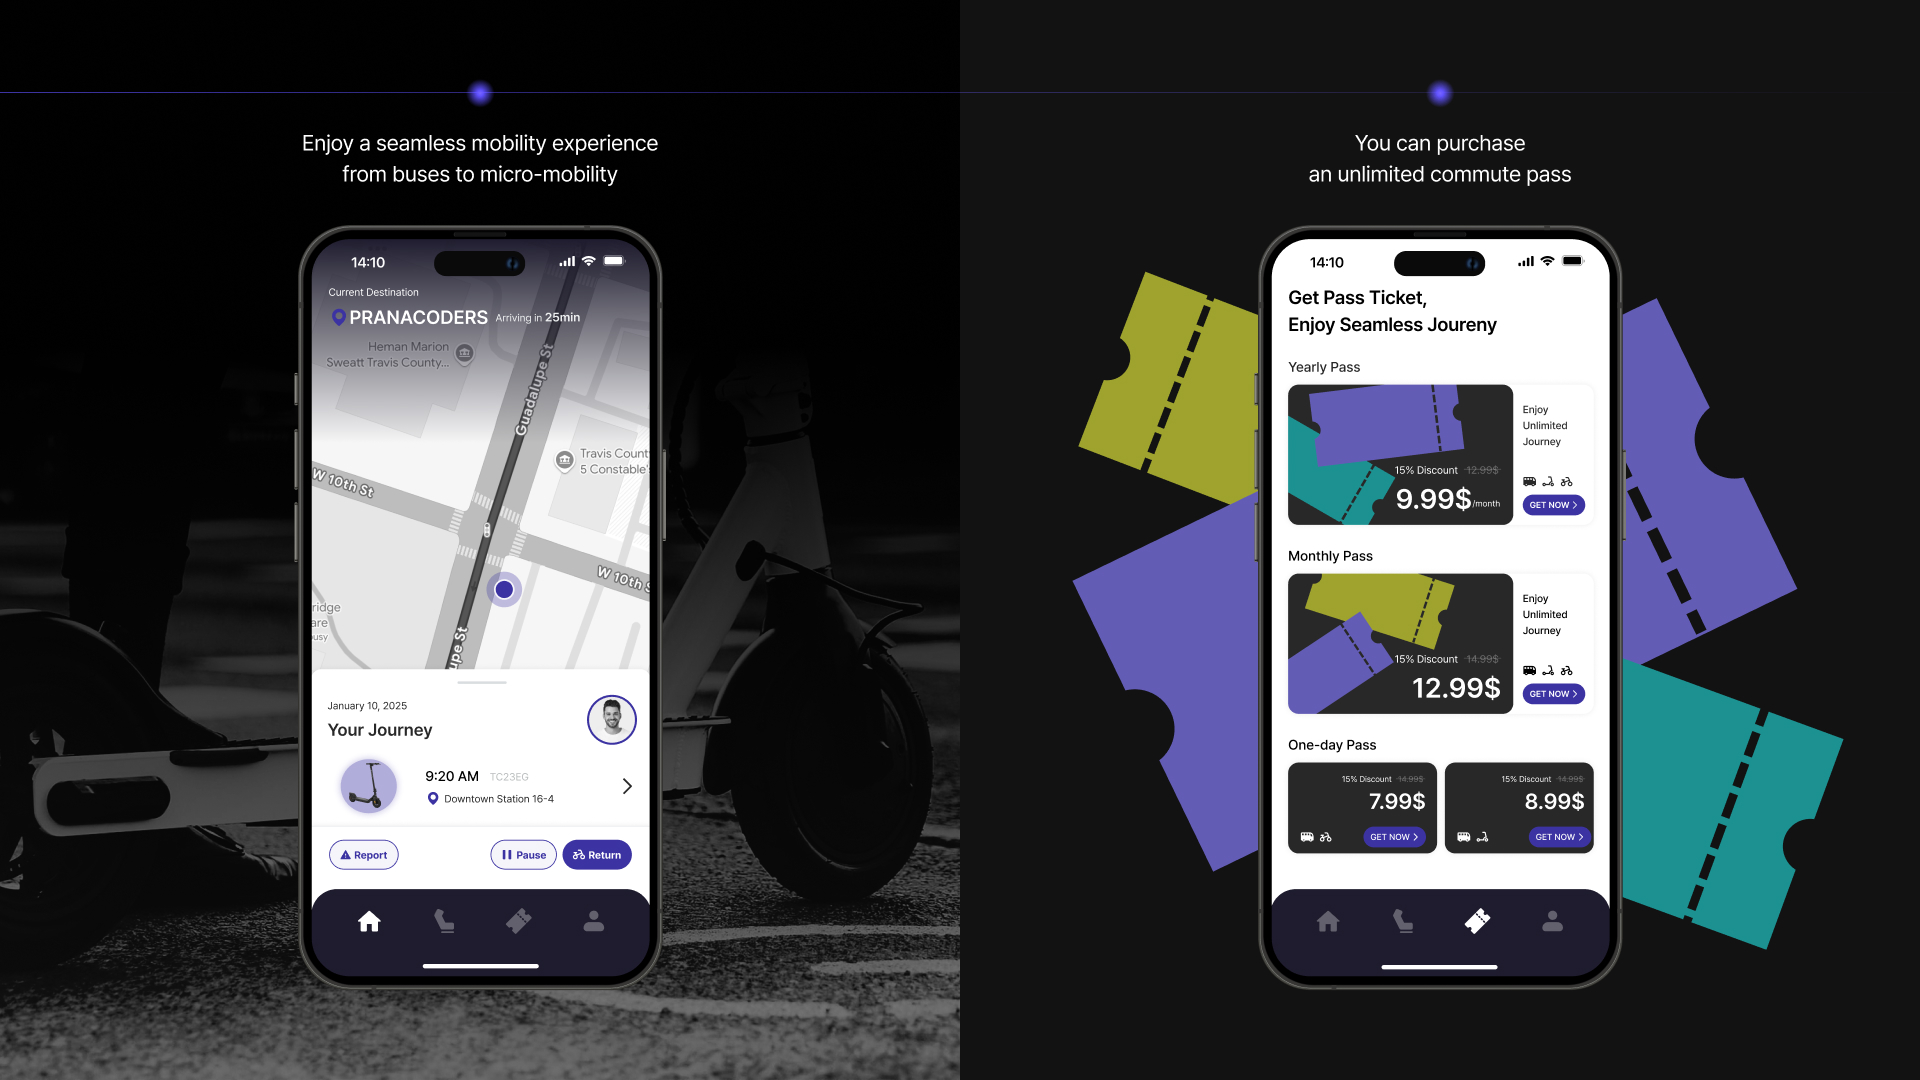 Enjoy a seamless mobility experience
from buses to micro-mobility
14:10
Current Destination
PRANACODERS Arriving in 25min
Heman Marion
Sweatt Travis County...
Guadalupe St
Travis Count
5 Constable'
W 10th St
W 10th S
ridge
are
busy
upe St
January 10, 2025
Your Journey
9:20 AM TC23EG
Downtown Station 16-4
Report
Pause
Return
You can purchase
an unlimited commute pass
14:10
Get Pass Ticket,
Enjoy Seamless Joureny
Yearly Pass
Enjoy
Unlimited
Journey
15% Discount 12.99$
9.99$/month
GET NOW
Monthly Pass
Enjoy
Unlimited
Journey
15% Discount 14.99$
12.99$
GET NOW
One-day Pass
15% Discount 14.99$
7.99$
GET NOW
15% Discount 14.99$
8.99$
GET NOW